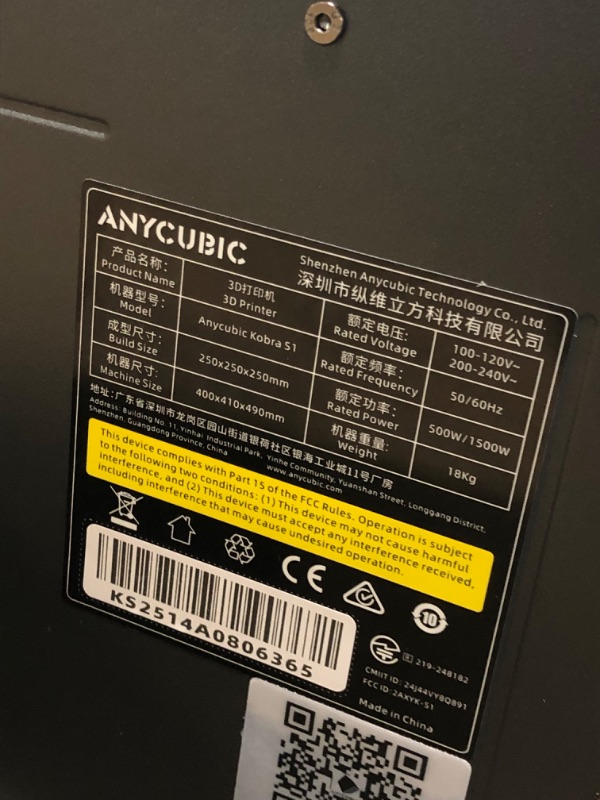 ANYCUBIC
Shenzhen Anycubic Technology Co., Ltd.
深圳市纵维立方科技有限公司
产品名称:
Product Name
3D打印机
3D Printer
额定电压:
Rated Voltage
100-120V~
200-240V~
机器型号:
Model
Anycubic Kobra S1
额定频率:
Rated Frequency
50/60Hz
成型尺寸:
Build Size
250x250x250mm
额定功率:
Rated Power
500W/1500W
机器尺寸:
Machine Size
400x410x490mm
机器重量:
Weight
18Kg
地址:广东省深圳市龙岗区园山街道银荷社区银海工业城11号厂房
Address: Building No. 11, Yinhai Industrial Park, Yinhe Community, Yuanshan Street, Longgang District,
Shenzhen, Guangdong Province, China
www.anycubic.com
This device complies with Part 15 of the FCC Rules. Operation is subject
to the following two conditions: (1) This device may not cause harmful
interference, and (2) This device must accept any interference received,
including interference that may cause undesired operation.
CE
10
KS2514A0806365
R 219-248182
CMIIT ID: 24J44VY8Q891
FCC ID: 2AXYK-S1
Made in China